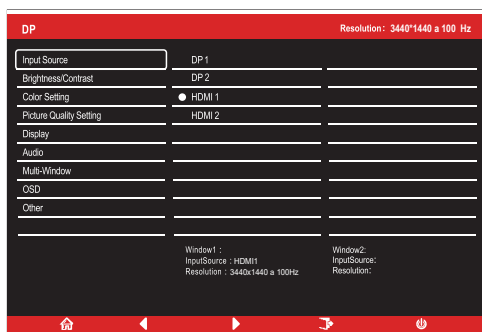 DP
Resolution: 3440*1440 a 100 Hz
Input Source
DP 1
Brightness/Contrast
DP 2
Color Setting
HDMI 1
Picture Quality Setting
HDMI 2
Display
Audio
Multi-Window
OSD
Other
Window1 :
InputSource : HDMI1
Resolution : 3440x1440 a 100Hz
Window2:
InputSource:
Resolution: